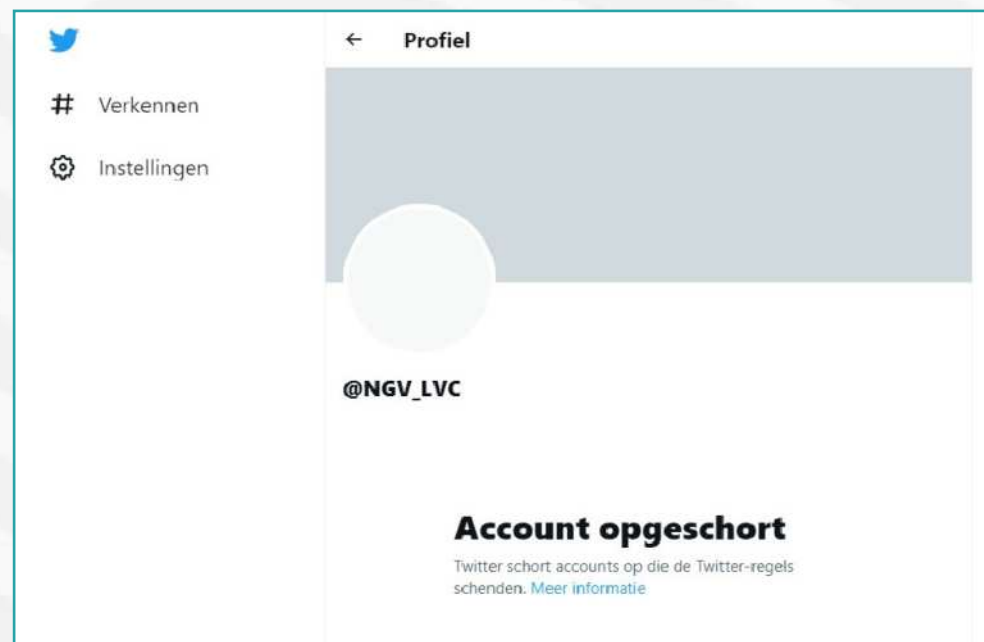 Profiel
Verkennen
Instellingen
@NGV_LVC
Account opgeschort
Twitter schort accounts op die de Twitter-regels
schenden. Meer informatie